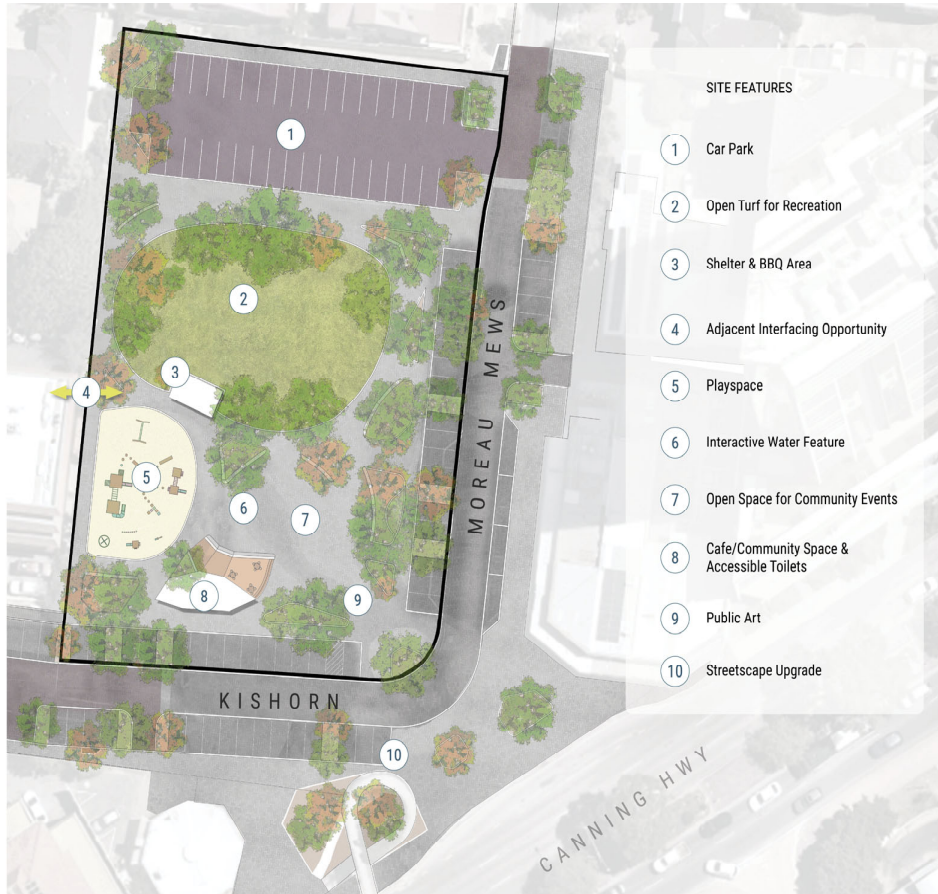 SITE FEATURES
1 Car Park
2 Open Turf for Recreation
3 Shelter & BBQ Area
4 Adjacent Interfacing Opportunity
5 Playspace
6 Interactive Water Feature
7 Open Space for Community Events
8 Cafe/Community Space &
Accessible Toilets
9 Public Art
10 Streetscape Upgrade
1
2
3
4
5
6
7
8
9
10
MOREAU MEWS
KISHORN
CANNING HWY